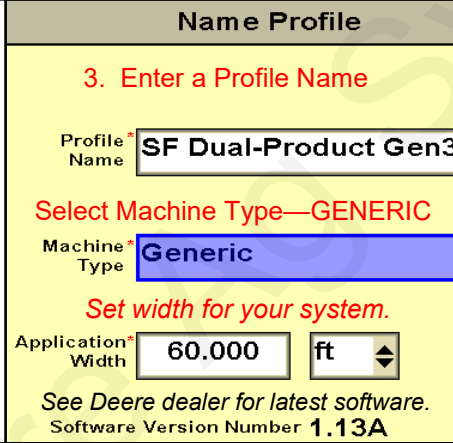 Name Profile
3. Enter a Profile Name
Profile* SF Dual-Product Gen3
Name
Select Machine Type—GENERIC
Machine* Generic
Type
Set width for your system.
Application* 60.000 ft
Width
See Deere dealer for latest software.
Software Version Number 1.13A